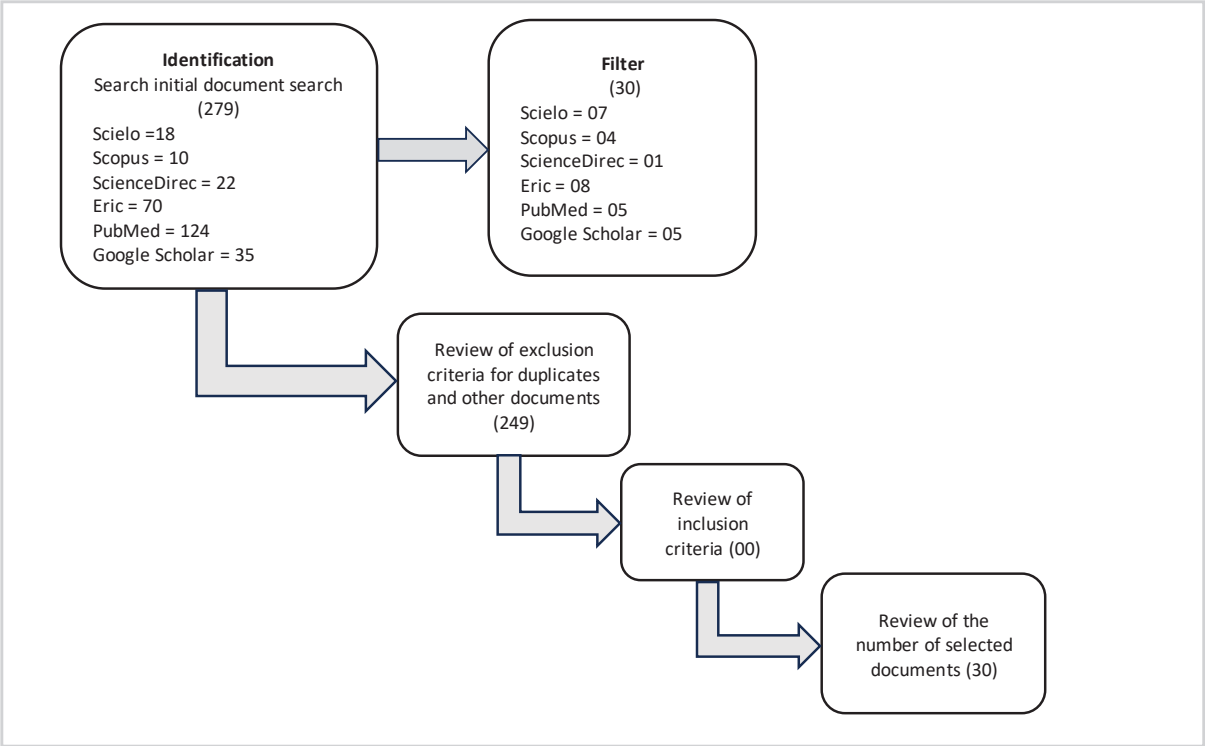 Identification
Search initial document search
(279)
Scielo =18
Scopus = 10
ScienceDirec = 22
Eric = 70
PubMed = 124
Google Scholar = 35
Filter
(30)
Scielo = 07
Scopus = 04
ScienceDirec = 01
Eric = 08
PubMed = 05
Google Scholar = 05
Review of exclusion
criteria for duplicates
and other documents
(249)
Review of
inclusion
criteria (00)
Review of the
number of selected
documents (30)